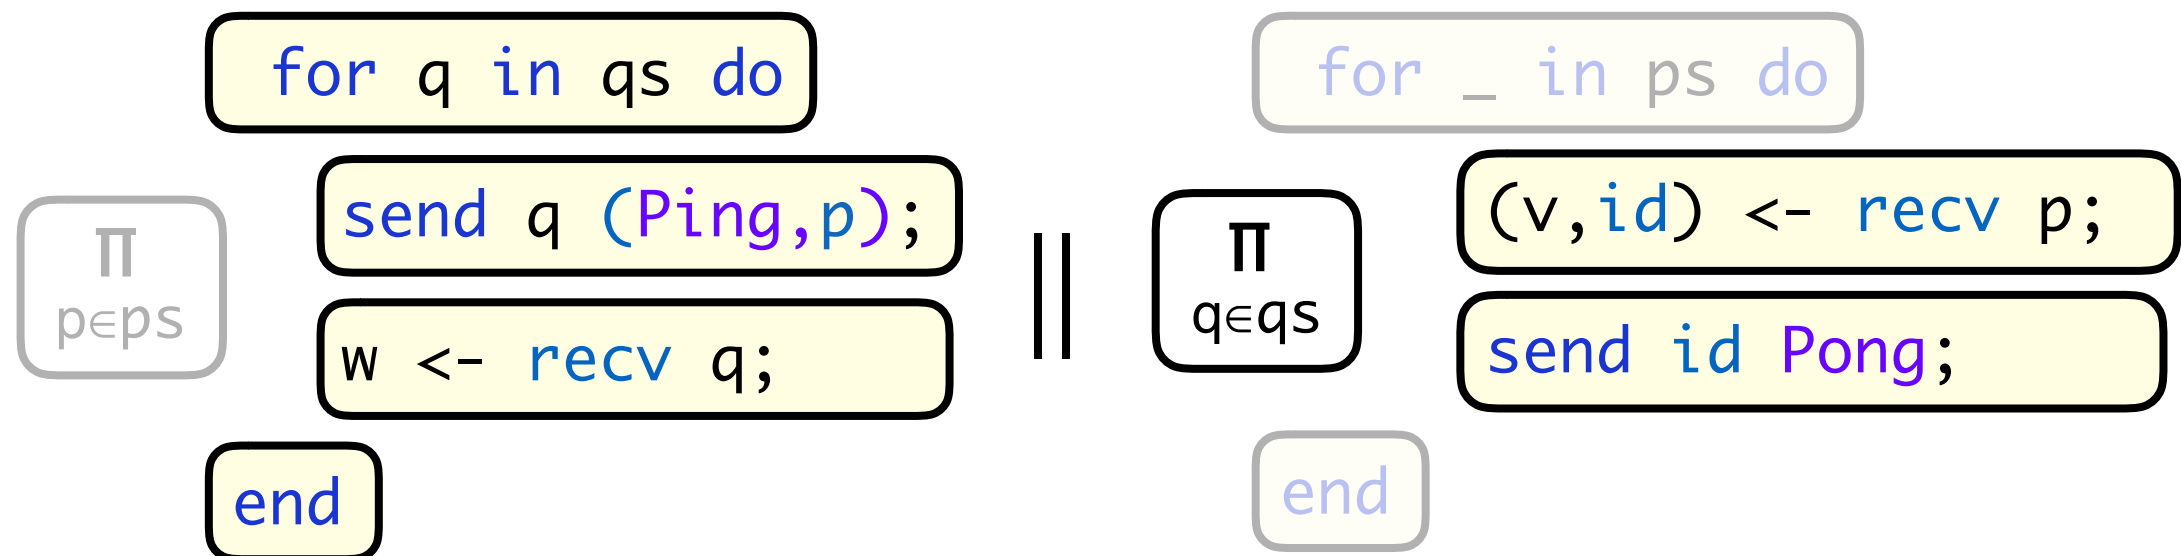 for q in qs do
Π
p∈ps
send q (Ping,p);
w <- recv q;
end
||
for _ in ps do
Π
q∈qs
(v,id) <- recv p;
send id Pong;
end